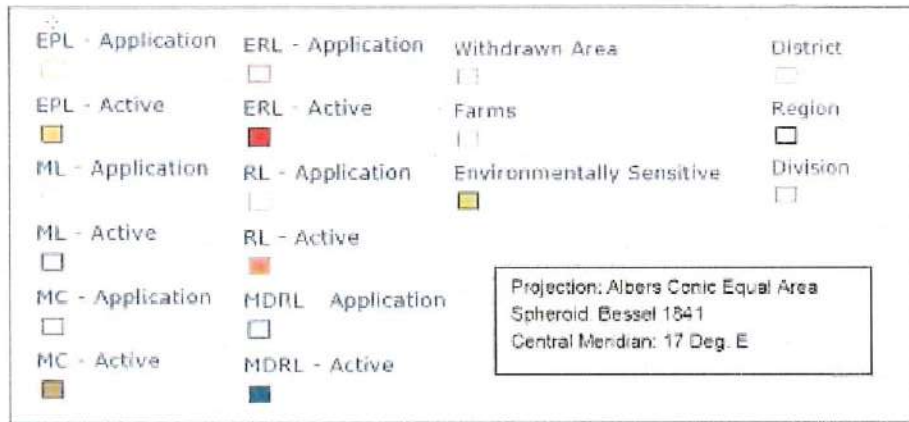 EPL - Application
EPL - Active
ML - Application
ML - Active
MC - Application
MC - Active
ERL - Application
ERL - Active
RL - Application
RL - Active
MDRL Application
MDRL - Active
Withdrawn Area
Farms
Environmentally Sensitive
District
Region
Division
Projection: Albers Conic Equal Area
Spheroid: Bessel 1841
Central Meridian: 17 Deg. E